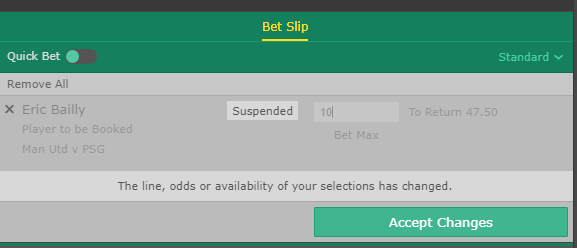 Bet Slip
Quick Bet Standard
Remove All
Eric Bailly Suspended 10 To Return 47.50
Player to be Booked Bet Max
Man Utd v PSG
The line, odds or availability of your selections has changed.
Accept Changes